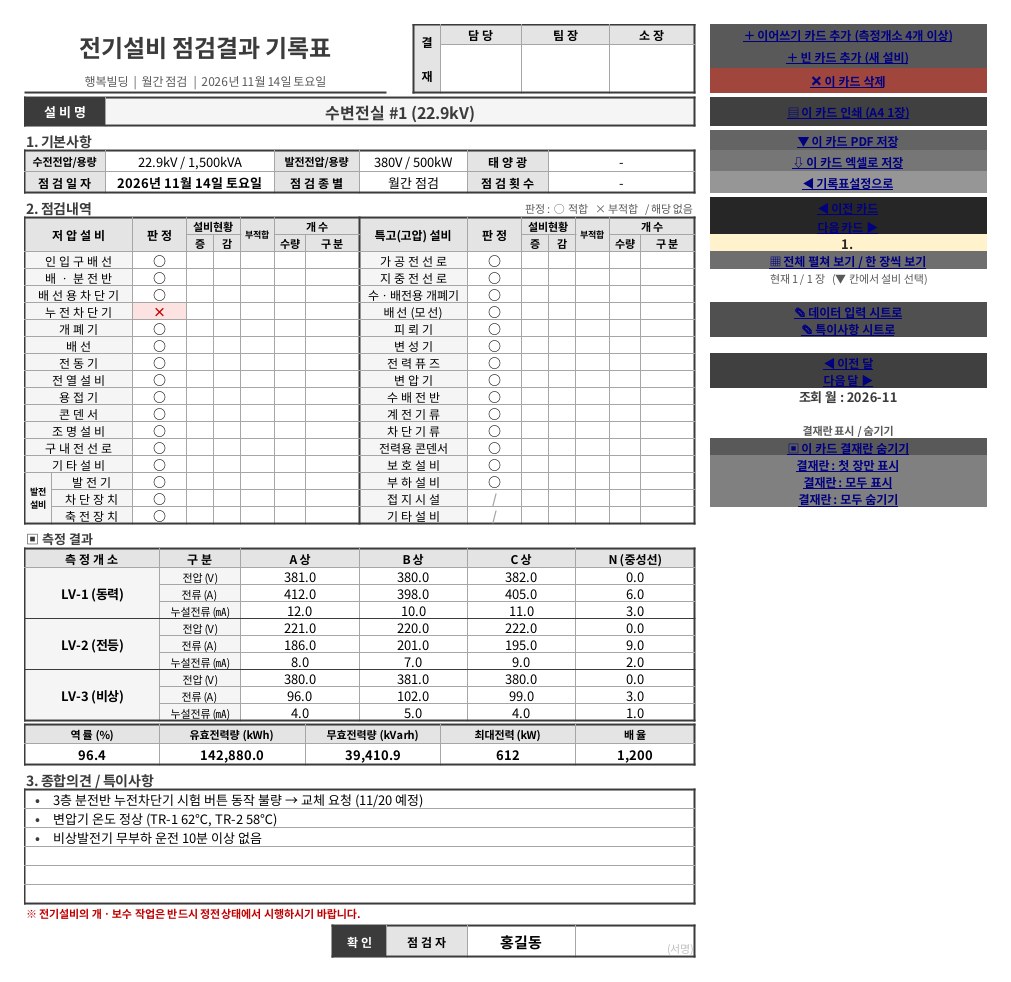 전기설비 점검결과 기록표
행복빌딩 | 월간 점검 | 2026년 11월 14일 토요일
결 재 담 당 팀 장 소 장
설 비 명 수변전실 #1 (22.9kV)
1. 기본사항
수전전압/용량 22.9kV / 1,500kVA 발전전압/용량 380V / 500kW 태 양 광 -
점 검 일 자 2026년 11월 14일 토요일 점 검 종 별 월간 점검 점 검 횟 수 -
2. 점검내역 판정 : ○ 적합 × 부적합 / 해당 없음
저 압 설 비 판 정 설비현황 부적합 개 수 특고(고압) 설비 판 정 설비현황 부적합 개 수
증 감 수량 구 분 증 감 수량 구 분
인 입 구 배 선 ○ 가 공 전 선 로 ○
배 · 분 전 반 ○ 지 중 전 선 로 ○
배 선 용 차 단 기 ○ 수 · 배전용 개폐기 ○
누 전 차 단 기 × 배선 (모 선) ○
개 폐 기 ○ 피 뢰 기 ○
배 선 ○ 변 성 기 ○
전 동 기 ○ 전 력 퓨 즈 ○
전 열 설 비 ○ 변 압 기 ○
용 접 기 ○ 수 배 전 반 ○
콘 덴 서 ○ 계 전 기 류 ○
조 명 설 비 ○ 차 단 기 류 ○
구 내 전 선 로 ○ 전력용 콘덴서 ○
기 타 설 비 ○ 보 호 설 비 ○
발전 설비 발 전 기 ○ 부 하 설 비 ○
차 단 장 치 ○ 접 지 시 설 /
축 전 장 치 ○ 기 타 설 비 /
▣ 측정 결과
측 정 개 소 구 분 A 상 B 상 C 상 N (중성선)
LV-1 (동력) 전압 (V) 381.0 380.0 382.0 0.0
전류 (A) 412.0 398.0 405.0 6.0
누설전류 (㎃) 12.0 10.0 11.0 3.0
LV-2 (전등) 전압 (V) 221.0 220.0 222.0 0.0
전류 (A) 186.0 201.0 195.0 9.0
누설전류 (㎃) 8.0 7.0 9.0 2.0
LV-3 (비상) 전압 (V) 380.0 381.0 380.0 0.0
전류 (A) 96.0 102.0 99.0 3.0
누설전류 (㎃) 4.0 5.0 4.0 1.0
역 률 (%) 유효전력량 (kWh) 무효전력량 (kVarh) 최대전력 (kW) 배 율
96.4 142,880.0 39,410.9 612 1,200
3. 종합의견 / 특이사항
• 3층 분전반 누전차단기 시험 버튼 동작 불량 → 교체 요청 (11/20 예정)
• 변압기 온도 정상 (TR-1 62℃, TR-2 58℃)
• 비상발전기 무부하 운전 10분 이상 없음
※ 전기설비의 개 · 보수 작업은 반드시 정전상태에서 시행하시기 바랍니다.
확 인 점 검 자 홍길동 (서명)
＋ 이어쓰기 카드 추가 (측정개소 4개 이상)
＋ 빈 카드 추가 (새 설비)
✕ 이 카드 삭제
▤ 이 카드 인쇄 (A4 1장)
▼ 이 카드 PDF 저장
⇩ 이 카드 엑셀로 저장
◀ 기록표설정으로
◀ 이전 카드
다음 카드 ▶
1.
▦ 전체 펼쳐 보기 / 한 장씩 보기
현재 1 / 1 장 (▼ 칸에서 설비 선택)
✎ 데이터 입력 시트로
✎ 특이사항 시트로
◀ 이전 달
다음 달 ▶
조회 월 : 2026-11
결재란 표시 / 숨기기
▣ 이 카드 결재란 숨기기
결재란 : 첫 장만 표시
결재란 : 모두 표시
결재란 : 모두 숨기기